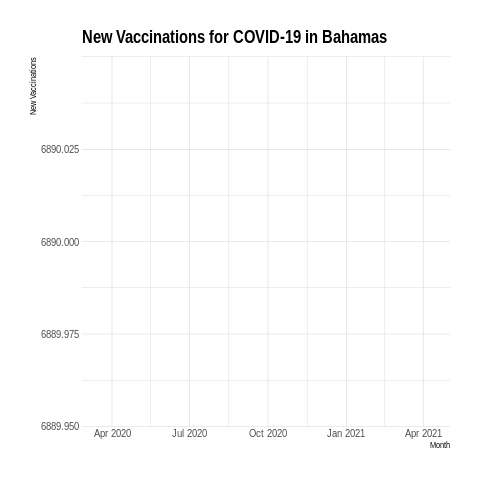 New Vaccinations for COVID-19 in Bahamas
New Vaccinations
6890.025
6890.000
6889.975
6889.950
Apr 2020 Jul 2020 Oct 2020 Jan 2021 Apr 2021
Month